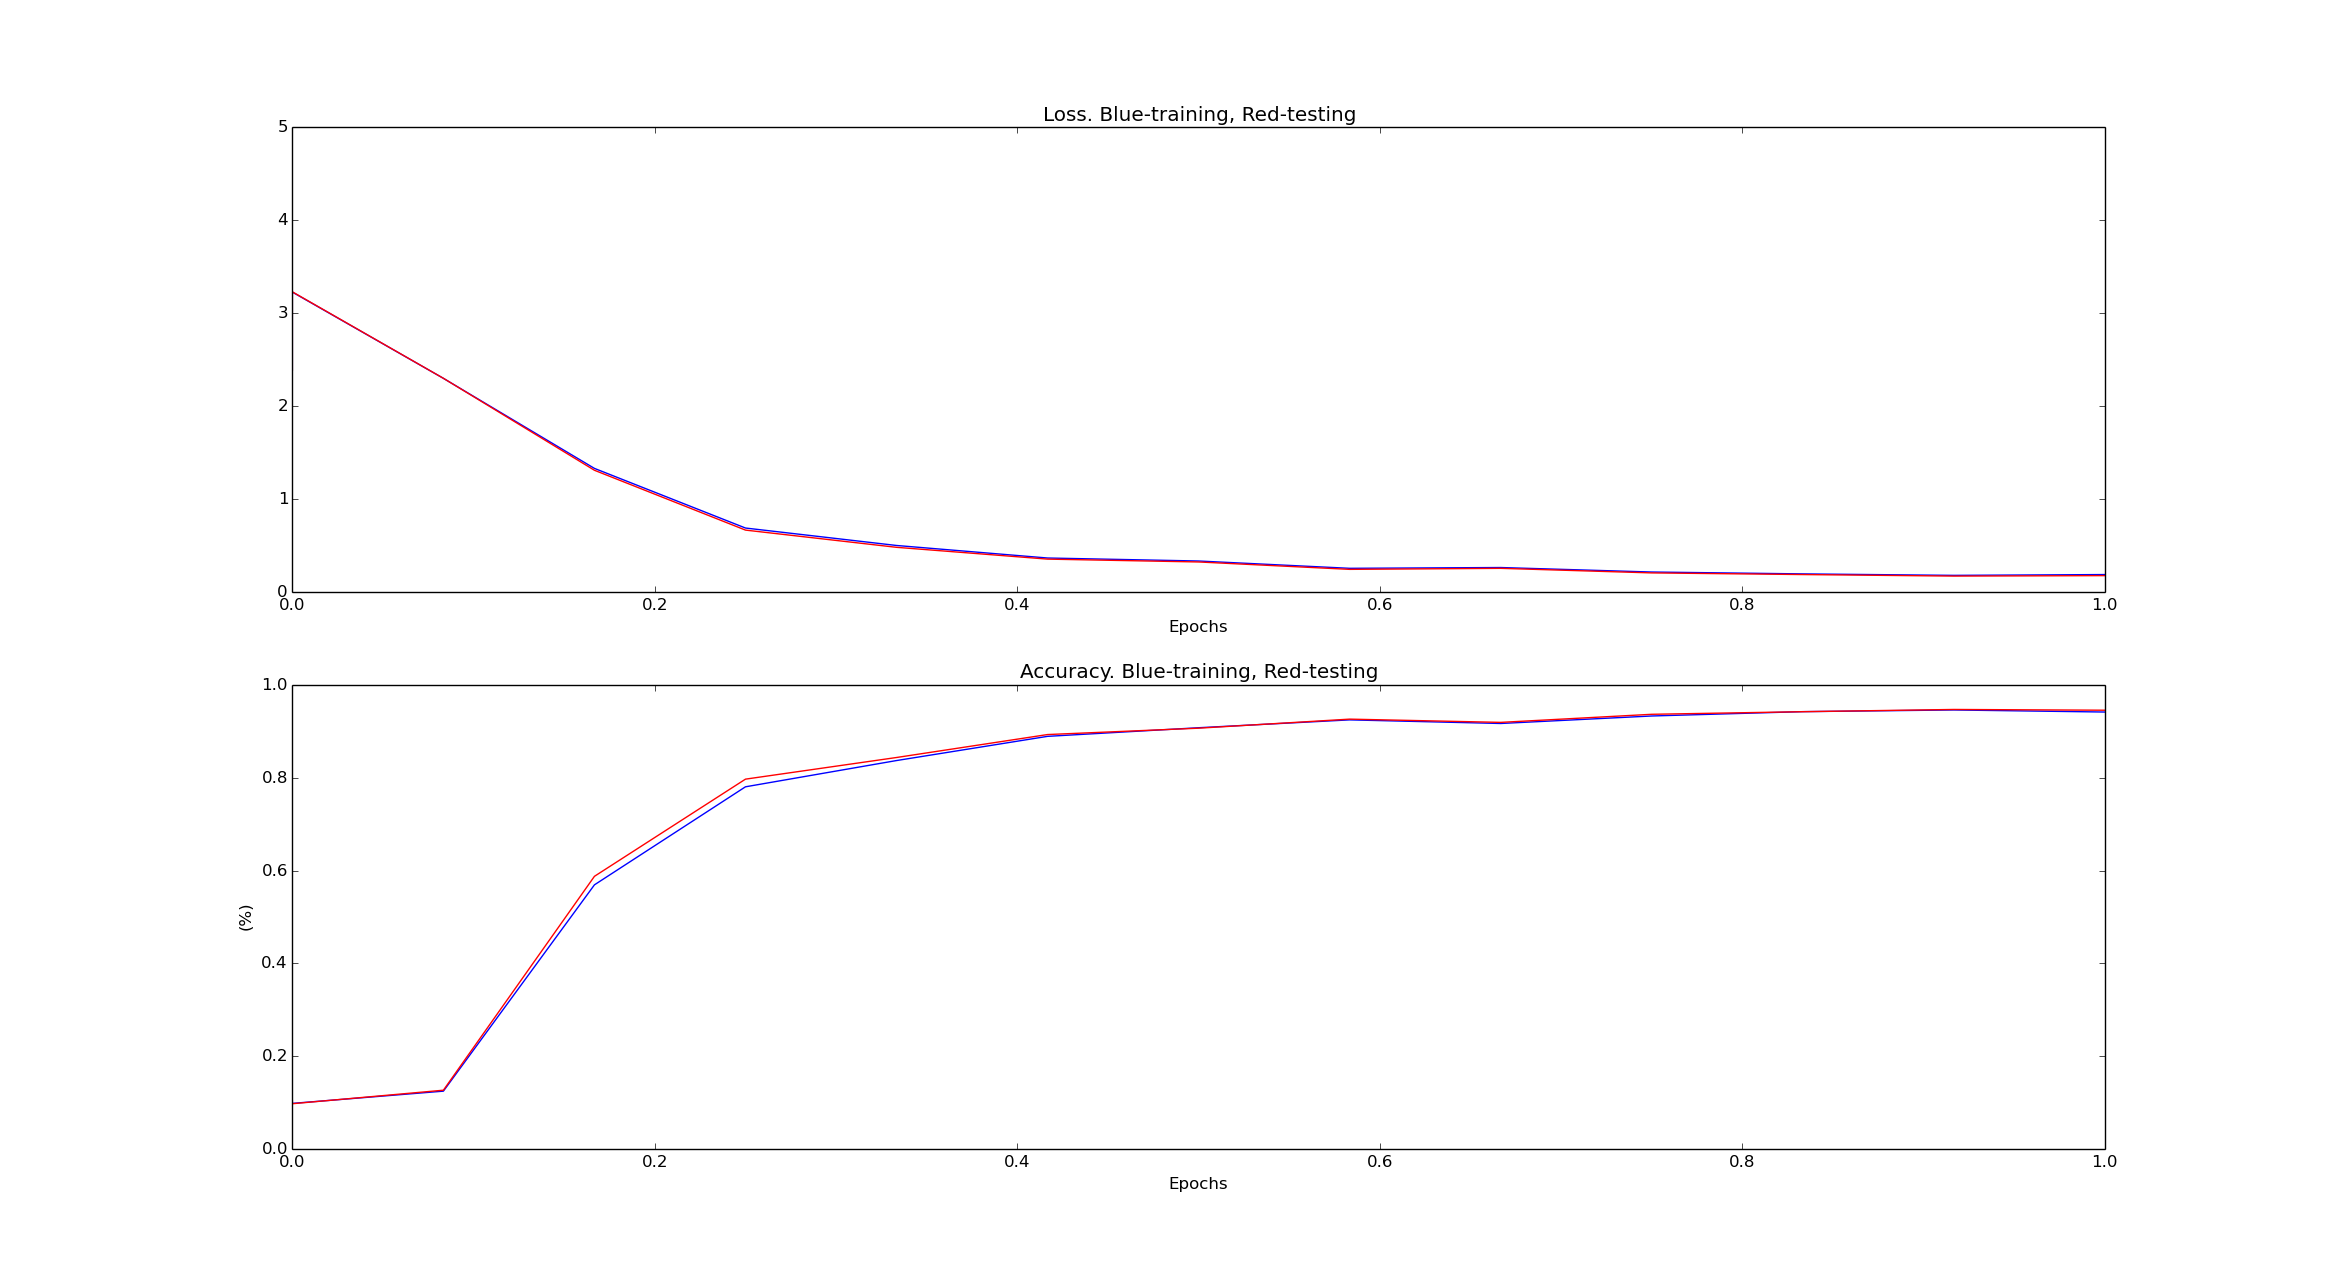 Loss. Blue-training, Red-testing
5
4
3
2
1
0
0.0 0.2 0.4 0.6 0.8 1.0
Epochs
Accuracy. Blue-training, Red-testing
1.0
0.8
0.6
(%)
0.4
0.2
0.0
0.0 0.2 0.4 0.6 0.8 1.0
Epochs